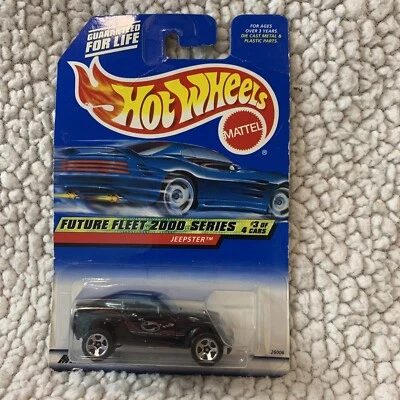 GUARANTEED
FOR LIFE
FOR AGES
OVER 3 YEARS.
DIE CAST METAL &
PLASTIC PARTS.
HOT WHEELS
MATTEL
FUTURE FLEET 2000 SERIES
#3 OF
4 CARS
JEEPSTER™